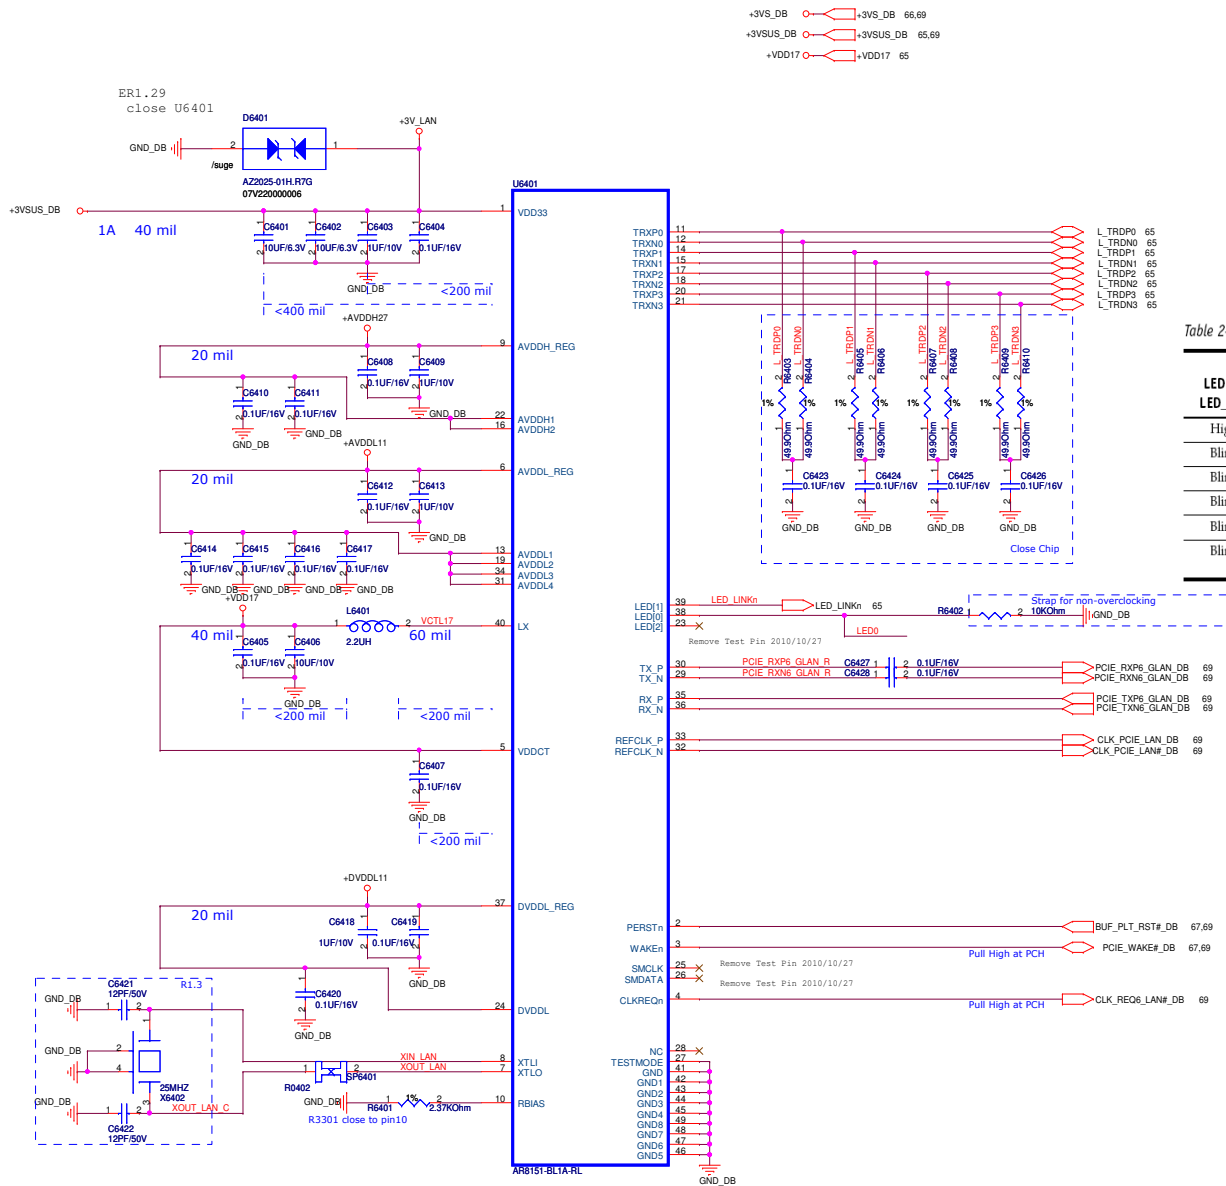 +3VS_DB +3VS_DB 66,69
+3VSUS_DB +3VSUS_DB 65,69
+VDD17 +VDD17 65
ER1.29
close U6401
D6401
+3V_LAN
GND_DB 2 1
/suge
AZ2025-01H.R7G
07V220000006
U6401
+3VSUS_DB 1 VDD33
1A 40 mil
C6401 10UF/6.3V
C6402 10UF/6.3V
C6403 1UF/10V
C6404 0.1UF/16V
GND_DB
<200 mil
<400 mil
+AVDDH27
20 mil
9 AVDDH_REG
C6408 0.1UF/16V
C6409 1UF/10V
GND_DB
C6410 0.1UF/16V
C6411 0.1UF/16V
GND_DB GND_DB
22 AVDDH1
16 AVDDH2
+AVDDL11
20 mil
6 AVDDL_REG
C6412 0.1UF/16V
C6413 1UF/10V
GND_DB
C6414 0.1UF/16V
C6415 0.1UF/16V
C6416 0.1UF/16V
C6417 0.1UF/16V
GND_DB GND_DB GND_DB GND_DB
13 AVDDL1
19 AVDDL2
34 AVDDL3
31 AVDDL4
+VDD17
40 mil
L6401
1 2
2.2UH
VCTL17
60 mil
40 LX
C6405 0.1UF/16V
C6406 10UF/10V
GND_DB
<200 mil <200 mil
5 VDDCT
C6407 0.1UF/16V
GND_DB
<200 mil
+DVDDL11
20 mil
37 DVDDL_REG
C6418 1UF/10V
C6419 0.1UF/16V
GND_DB
C6420 0.1UF/16V
GND_DB
24 DVDDL
R1.3
C6421 12PF/50V
GND_DB 1 2
GND_DB 2 4
1 3
25MHZ
X6402
GND_DB 1 2
XOUT_LAN_C
C6422
12PF/50V
XIN_LAN 8 XTLI
XOUT_LAN 7 XTLO
1 2
R0402 SP6401
GND_DB 1 1% 2 10 RBIAS
R6401 2.37KOhm
R3301 close to pin10
AR8151-BL1A-RL
TRXP0 11 L_TRDP0 65
TRXN0 12 L_TRDN0 65
TRXP1 14 L_TRDP1 65
TRXN1 15 L_TRDN1 65
TRXP2 17 L_TRDP2 65
TRXN2 18 L_TRDN2 65
TRXP3 20 L_TRDP3 65
TRXN3 21 L_TRDN3 65
L_TRDP0 L_TRDN0 L_TRDP1 L_TRDN1 L_TRDP2 L_TRDN2 L_TRDP3 L_TRDN3
R6403 R6404 R6405 R6406 R6407 R6408 R6409 R6410
1% 1% 1% 1% 1% 1% 1% 1%
49.9Ohm 49.9Ohm 49.9Ohm 49.9Ohm 49.9Ohm 49.9Ohm 49.9Ohm 49.9Ohm
C6423 0.1UF/16V
C6424 0.1UF/16V
C6425 0.1UF/16V
C6426 0.1UF/16V
GND_DB GND_DB GND_DB GND_DB
Close Chip
Table 2
LED
LED_
LED[1] 39 LED_LINKn LED_LINKn 65
LED[0] 38
LED[2] 23
LED0
Strap for non-overclocking
R6402 1 2 10KOhm GND_DB
Remove Test Pin 2010/10/27
TX_P 30 PCIE_RXP6_GLAN_R C6427 1 2 0.1UF/16V PCIE_RXP6_GLAN_DB 69
TX_N 29 PCIE_RXN6_GLAN_R C6428 1 2 0.1UF/16V PCIE_RXN6_GLAN_DB 69
RX_P 35 PCIE_TXP6_GLAN_DB 69
RX_N 36 PCIE_TXN6_GLAN_DB 69
REFCLK_P 33 CLK_PCIE_LAN_DB 69
REFCLK_N 32 CLK_PCIE_LAN#_DB 69
PERSTn 2 BUF_PLT_RST#_DB 67,69
WAKEn 3 PCIE_WAKE#_DB 67,69
Pull High at PCH
SMCLK 25 Remove Test Pin 2010/10/27
SMDATA 26 Remove Test Pin 2010/10/27
CLKREQn 4 CLK_REQ6_LAN#_DB 69
Pull High at PCH
NC 28
TESTMODE 27
GND 41
GND1 42
GND2 43
GND3 44
GND4 45
GND8 49
GND7 48
GND6 47
GND5 46
GND_DB